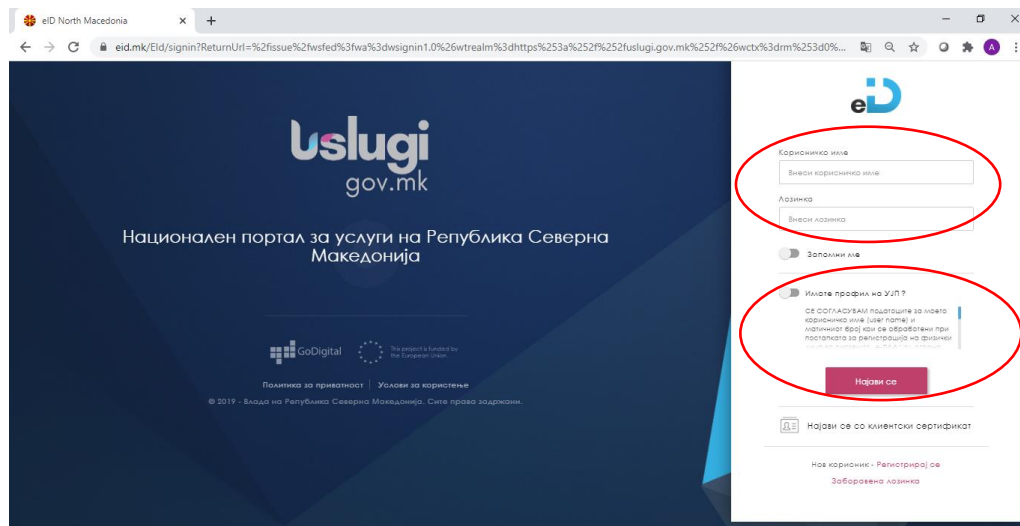 eID North Macedonia
eid.mk/EId/signin?ReturnUrl=%2fissue%2fwsfed%3fwa%3dwsignin1.0%26wtrealm%3dhttps%253a%252f%252fuslugi.gov.mk%252f%26wctx%3drm%253d0%...
A
uslugi
gov.mk
Национален портал за услуги на Република Северна
Македонија
GoDigital
This project is funded by
the European Union
Политика за приватност | Услови за користење
© 2019 - Влада на Република Северна Македонија. Сите права задржани.
eID
Корисничко име
Внеси корисничко име
Лозинка
Внеси лозинка
Запомни ме
Имате профил на УЈП ?
СЕ СОГЛАСУВАМ податоците за моето
корисничко име (user name) и
матичниот број кои се обработени при
постапката за регистрација на физички
Најави се
Најави се со клиентски сертификат
Нов корисник - Регистрирај се
Заборавена лозинка